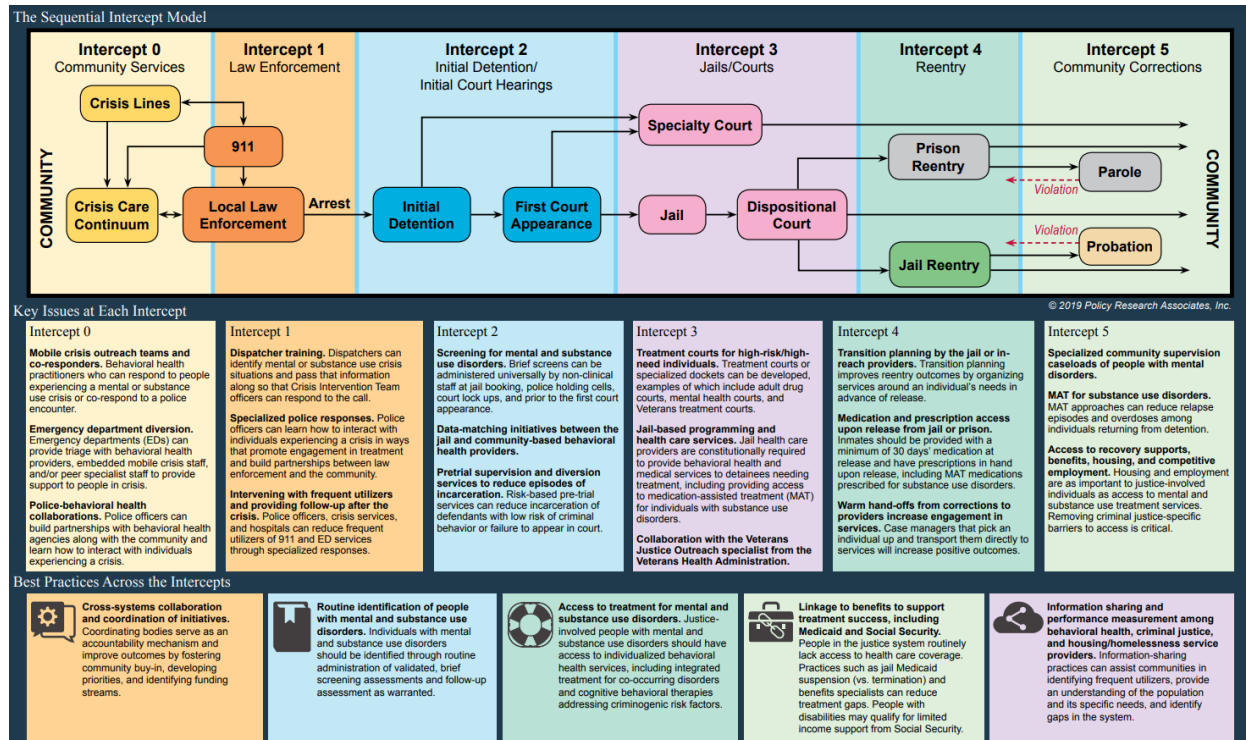 The Sequential Intercept Model
Intercept 0
Community Services
Intercept 1
Law Enforcement
Intercept 2
Initial Detention/
Initial Court Hearings
Intercept 3
Jails/Courts
Intercept 4
Reentry
Intercept 5
Community Corrections
COMMUNITY
Crisis Lines
911
Crisis Care
Continuum
Local Law
Enforcement
Arrest
Initial
Detention
First Court
Appearance
Specialty Court
Jail
Dispositional
Court
Prison
Reentry
Jail Reentry
Violation
Parole
Violation
Probation
COMMUNITY
© 2019 Policy Research Associates, Inc.
Key Issues at Each Intercept
Intercept 0
Mobile crisis outreach teams and
co-responders. Behavioral health
practitioners who can respond to people
experiencing a mental or substance
use crisis or co-respond to a police
encounter.
Emergency department diversion.
Emergency departments (EDs) can
provide triage with behavioral health
providers, embedded mobile crisis staff,
and/or peer specialist staff to provide
support to people in crisis.
Police-behavioral health
collaborations. Police officers can
build partnerships with behavioral health
agencies along with the community and
learn how to interact with individuals
experiencing a crisis.
Intercept 1
Dispatcher training. Dispatchers can
identify mental or substance use crisis
situations and pass that information
along so that Crisis Intervention Team
officers can respond to the call.
Specialized police responses. Police
officers can learn how to interact with
individuals experiencing a crisis in ways
that promote engagement in treatment
and build partnerships between law
enforcement and the community.
Intervening with frequent utilizers
and providing follow-up after the
crisis. Police officers, crisis services,
and hospitals can reduce frequent
utilizers of 911 and ED services
through specialized responses.
Intercept 2
Screening for mental and substance
use disorders. Brief screens can be
administered universally by non-clinical
staff at jail booking, police holding cells,
court lock ups, and prior to the first court
appearance.
Data-matching initiatives between the
jail and community-based behavioral
health providers.
Pretrial supervision and diversion
services to reduce episodes of
incarceration. Risk-based pre-trial
services can reduce incarceration of
defendants with low risk of criminal
behavior or failure to appear in court.
Intercept 3
Treatment courts for high-risk/high-
need individuals. Treatment courts or
specialized dockets can be developed,
examples of which include adult drug
courts, mental health courts, and
Veterans treatment courts.
Jail-based programming and
health care services. Jail health care
providers are constitutionally required
to provide behavioral health and
medical services to detainees needing
treatment, including providing access
to medication-assisted treatment (MAT)
for individuals with substance use
disorders.
Collaboration with the Veterans
Justice Outreach specialist from the
Veterans Health Administration.
Intercept 4
Transition planning by the jail or in-
reach providers. Transition planning
improves reentry outcomes by organizing
services around an individual's needs in
advance of release.
Medication and prescription access
upon release from jail or prison.
Inmates should be provided with a
minimum of 30 days' medication at
release and have prescriptions in hand
upon release, including MAT medications
prescribed for substance use disorders.
Warm hand-offs from corrections to
providers increase engagement in
services. Case managers that pick an
individual up and transport them directly to
services will increase positive outcomes.
Intercept 5
Specialized community supervision
caseloads of people with mental
disorders.
MAT for substance use disorders.
MAT approaches can reduce relapse
episodes and overdoses among
individuals returning from detention.
Access to recovery supports,
benefits, housing, and competitive
employment. Housing and employment
are as important to justice-involved
individuals as access to mental and
substance use treatment services.
Removing criminal justice-specific
barriers to access is critical.
Best Practices Across the Intercepts
Cross-systems collaboration
and coordination of initiatives.
Coordinating bodies serve as an
accountability mechanism and
improve outcomes by fostering
community buy-in, developing
priorities, and identifying funding
streams.
Routine identification of people
with mental and substance use
disorders. Individuals with mental
and substance use disorders
should be identified through routine
administration of validated, brief
screening assessments and follow-up
assessment as warranted.
Access to treatment for mental and
substance use disorders. Justice-
involved people with mental and
substance use disorders should have
access to individualized behavioral
health services, including integrated
treatment for co-occurring disorders
and cognitive behavioral therapies
addressing criminogenic risk factors.
Linkage to benefits to support
treatment success, including
Medicaid and Social Security.
People in the justice system routinely
lack access to health care coverage.
Practices such as jail Medicaid
suspension (vs. termination) and
benefits specialists can reduce
treatment gaps. People with
disabilities may qualify for limited
income support from Social Security.
Information sharing and
performance measurement among
behavioral health, criminal justice,
and housing/homelessness service
providers. Information-sharing
practices can assist communities in
identifying frequent utilizers, provide
an understanding of the population
and its specific needs, and identify
gaps in the system.